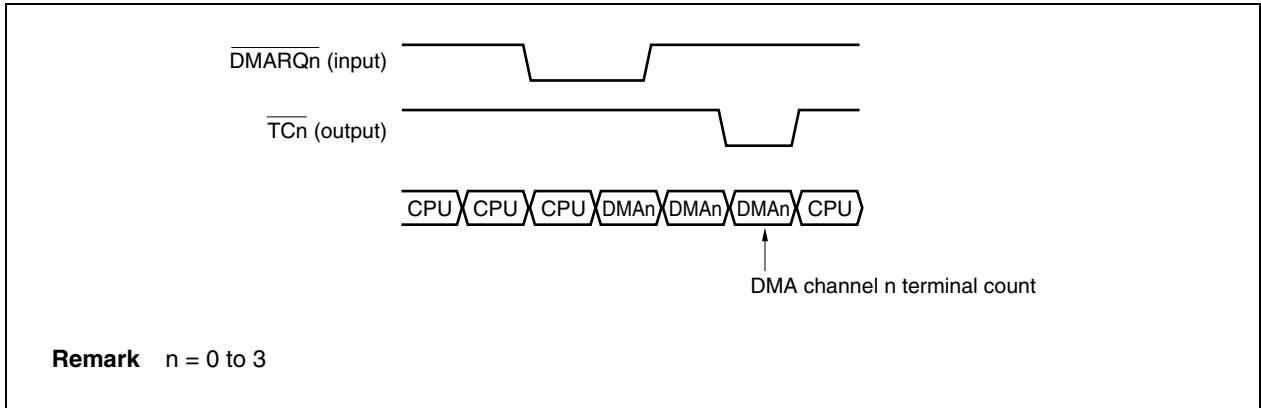 DMARQn (input)
TCn (output)
CPU CPU CPU DMAn DMAn DMAn CPU
DMA channel n terminal count
Remark n = 0 to 3